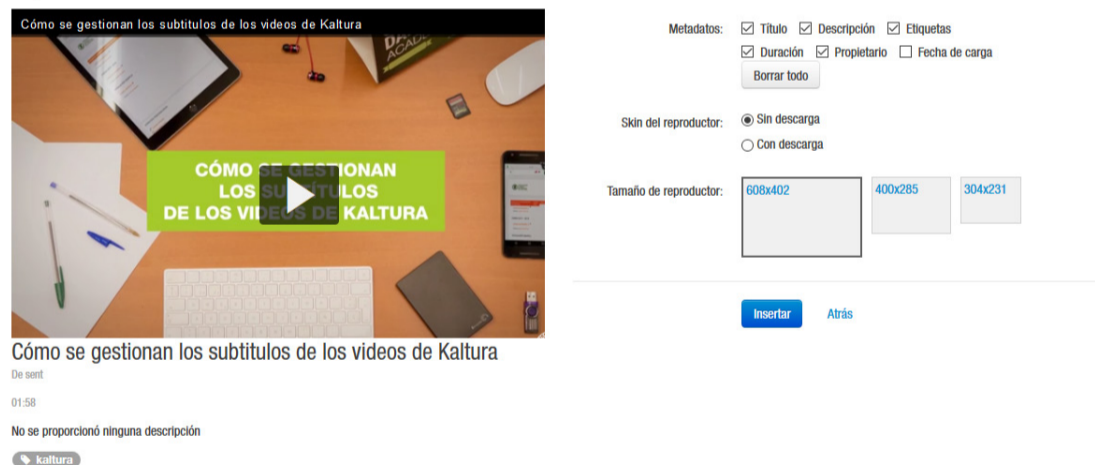 Cómo se gestionan los subtitulos de los videos de Kaltura
CÓMO SE GESTIONAN
LOS SUBTÍTULOS
DE LOS VIDEOS DE KALTURA
Cómo se gestionan los subtitulos de los videos de Kaltura
De sent
01:58
No se proporcionó ninguna descripción
kaltura
Metadatos: Título Descripción Etiquetas
Duración Propietario Fecha de carga
Borrar todo
Skin del reproductor: Sin descarga
Con descarga
Tamaño de reproductor: 608x402 400x285 304x231
Insertar Atrás